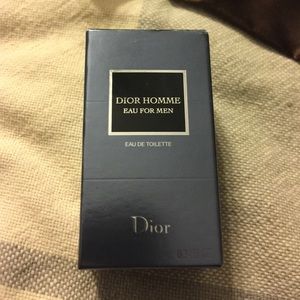 DIOR HOMME
EAU FOR MEN
EAU DE TOILETTE
Dior